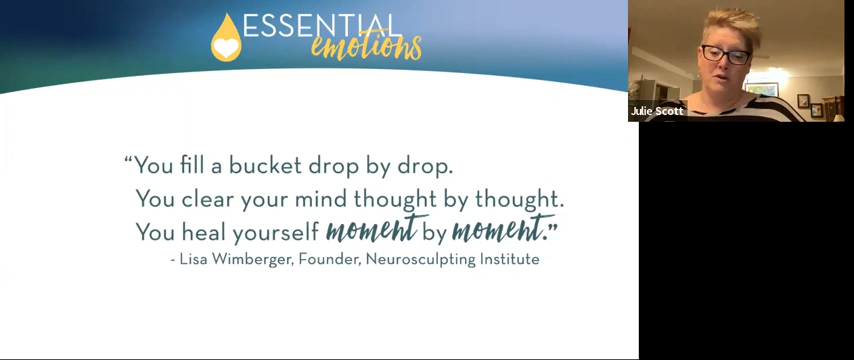 ESSENTIAL
emotions
Julie Scott
“You fill a bucket drop by drop.
You clear your mind thought by thought.
You heal yourself moment by moment.”
- Lisa Wimberger, Founder, Neurosculpting Institute